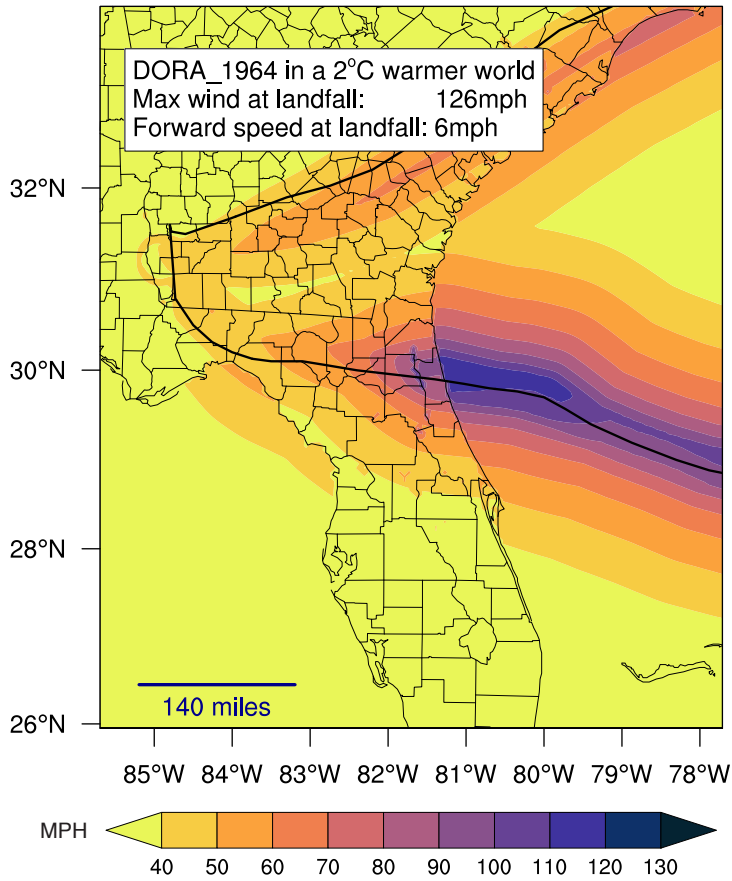 DORA_1964 in a 2°C warmer world
Max wind at landfall: 126mph
Forward speed at landfall: 6mph
32°N
30°N
28°N
26°N
140 miles
85°W 84°W 83°W 82°W 81°W 80°W 79°W 78°W
MPH
40 50 60 70 80 90 100 110 120 130